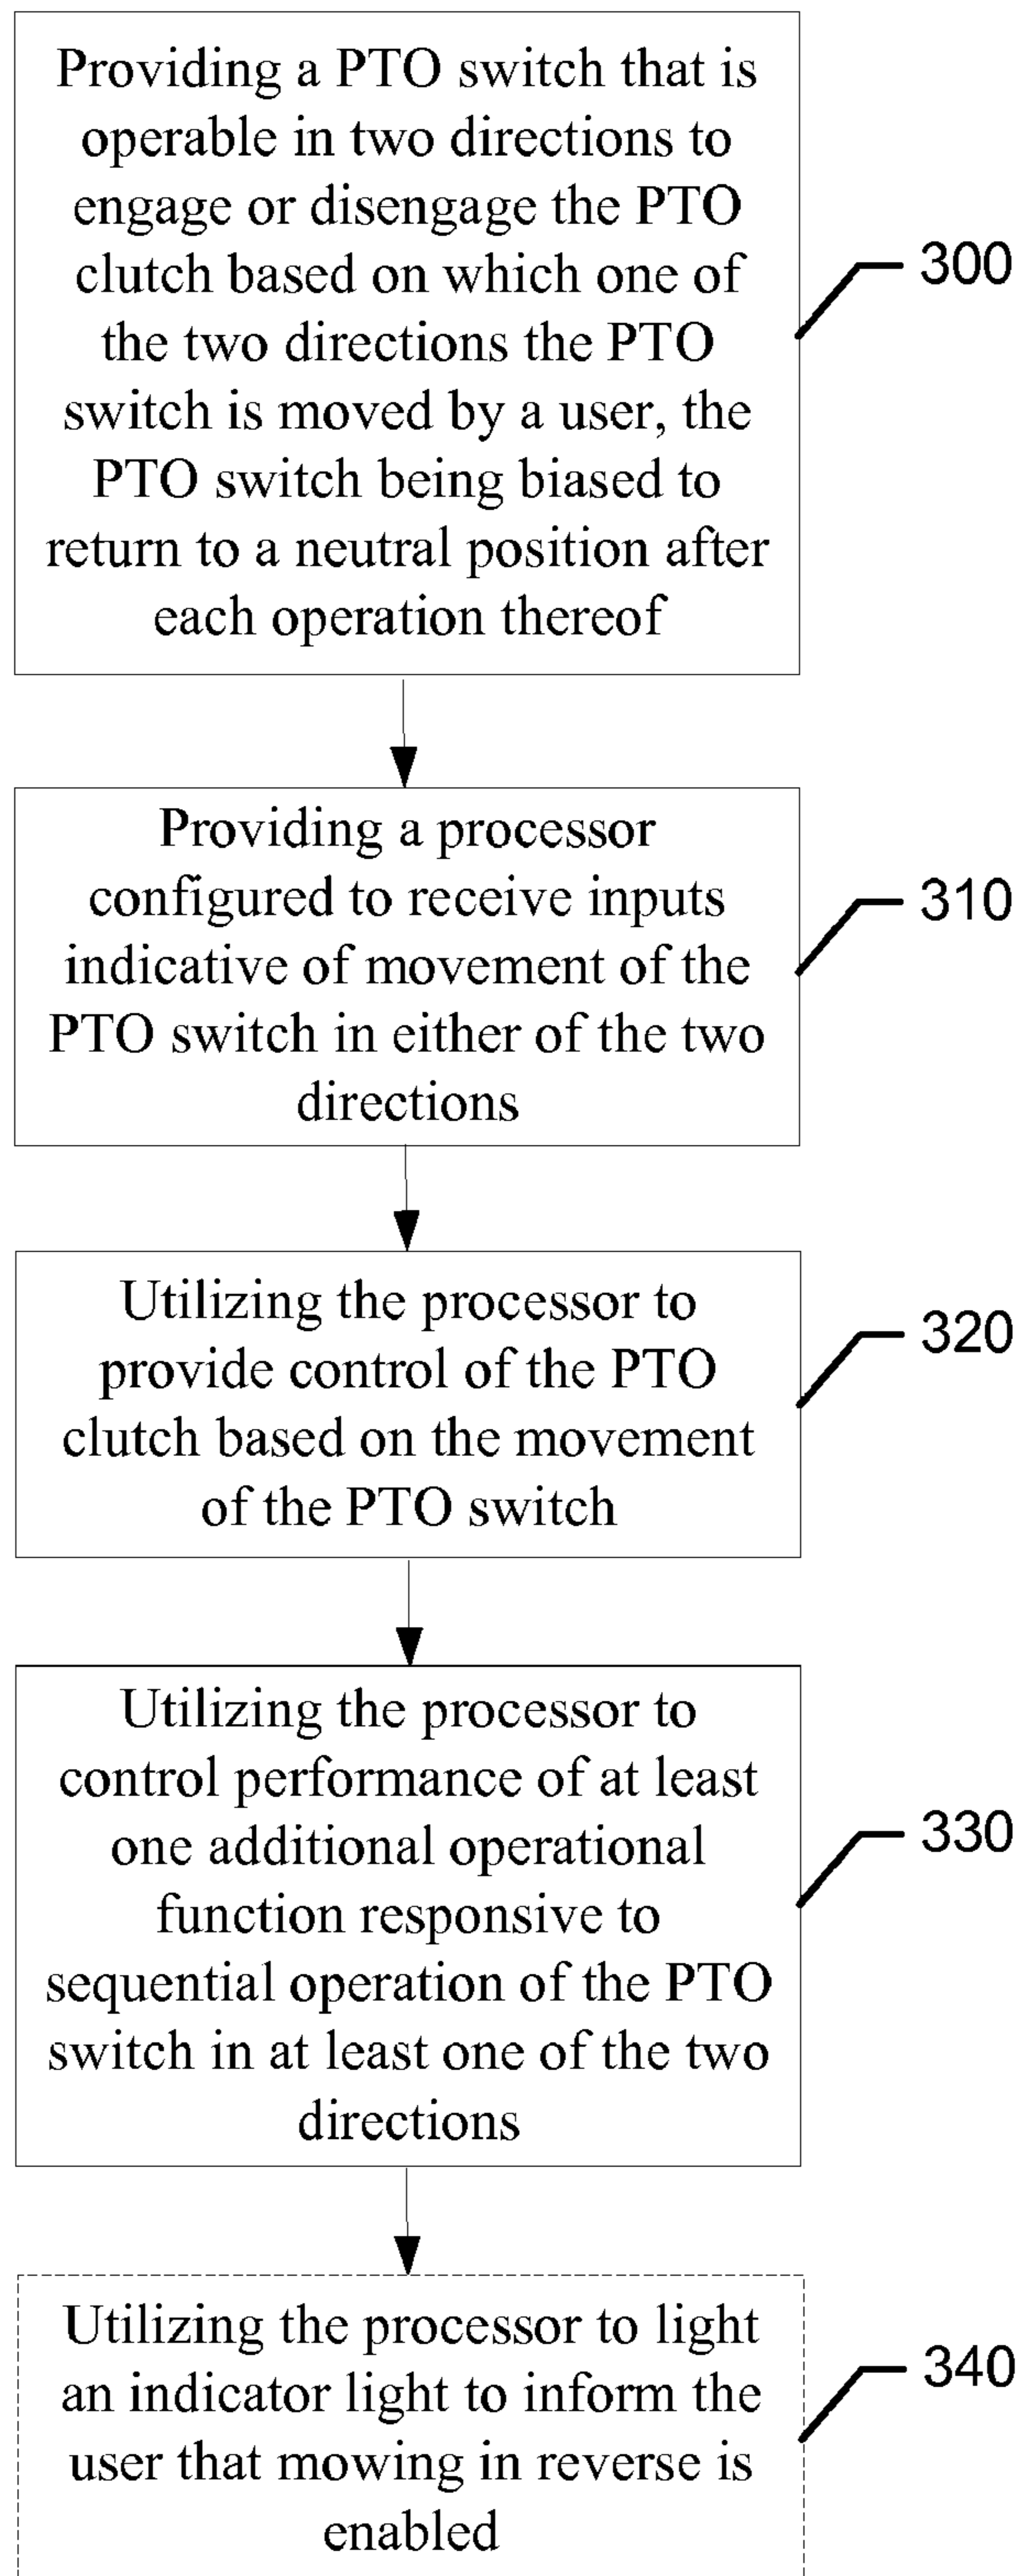 Providing a PTO switch that is
operable in two directions to
engage or disengage the PTO
clutch based on which one of
the two directions the PTO
switch is moved by a user, the
PTO switch being biased to
return to a neutral position after
each operation thereof
300
Providing a processor
configured to receive inputs
indicative of movement of the
PTO switch in either of the two
directions
310
Utilizing the processor to
provide control of the PTO
clutch based on the movement
of the PTO switch
320
Utilizing the processor to
control performance of at least
one additional operational
function responsive to
sequential operation of the PTO
switch in at least one of the two
directions
330
Utilizing the processor to light
an indicator light to inform the
user that mowing in reverse is
enabled
340